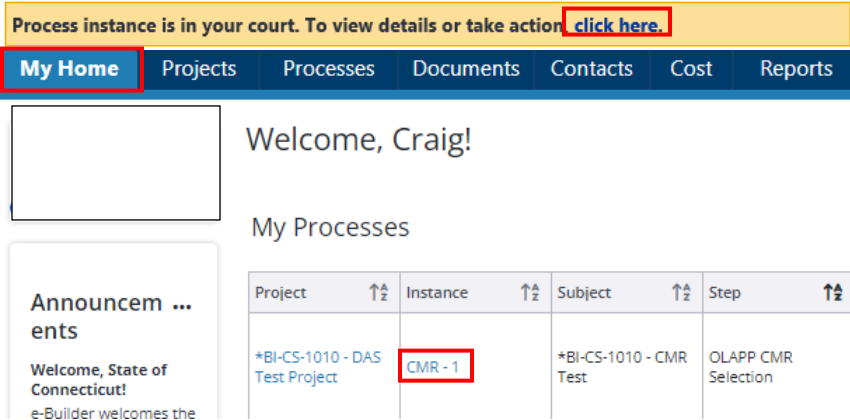 Process instance is in your court. To view details or take action, click here.
My Home Projects Processes Documents Contacts Cost Reports
Welcome, Craig!
My Processes
Announcem ...
ents
Welcome, State of
Connecticut!
e-Builder welcomes the
Project Instance Subject Step
*BI-CS-1010 - DAS
Test Project
CMR - 1
*BI-CS-1010 - CMR
Test
OLAPP CMR
Selection